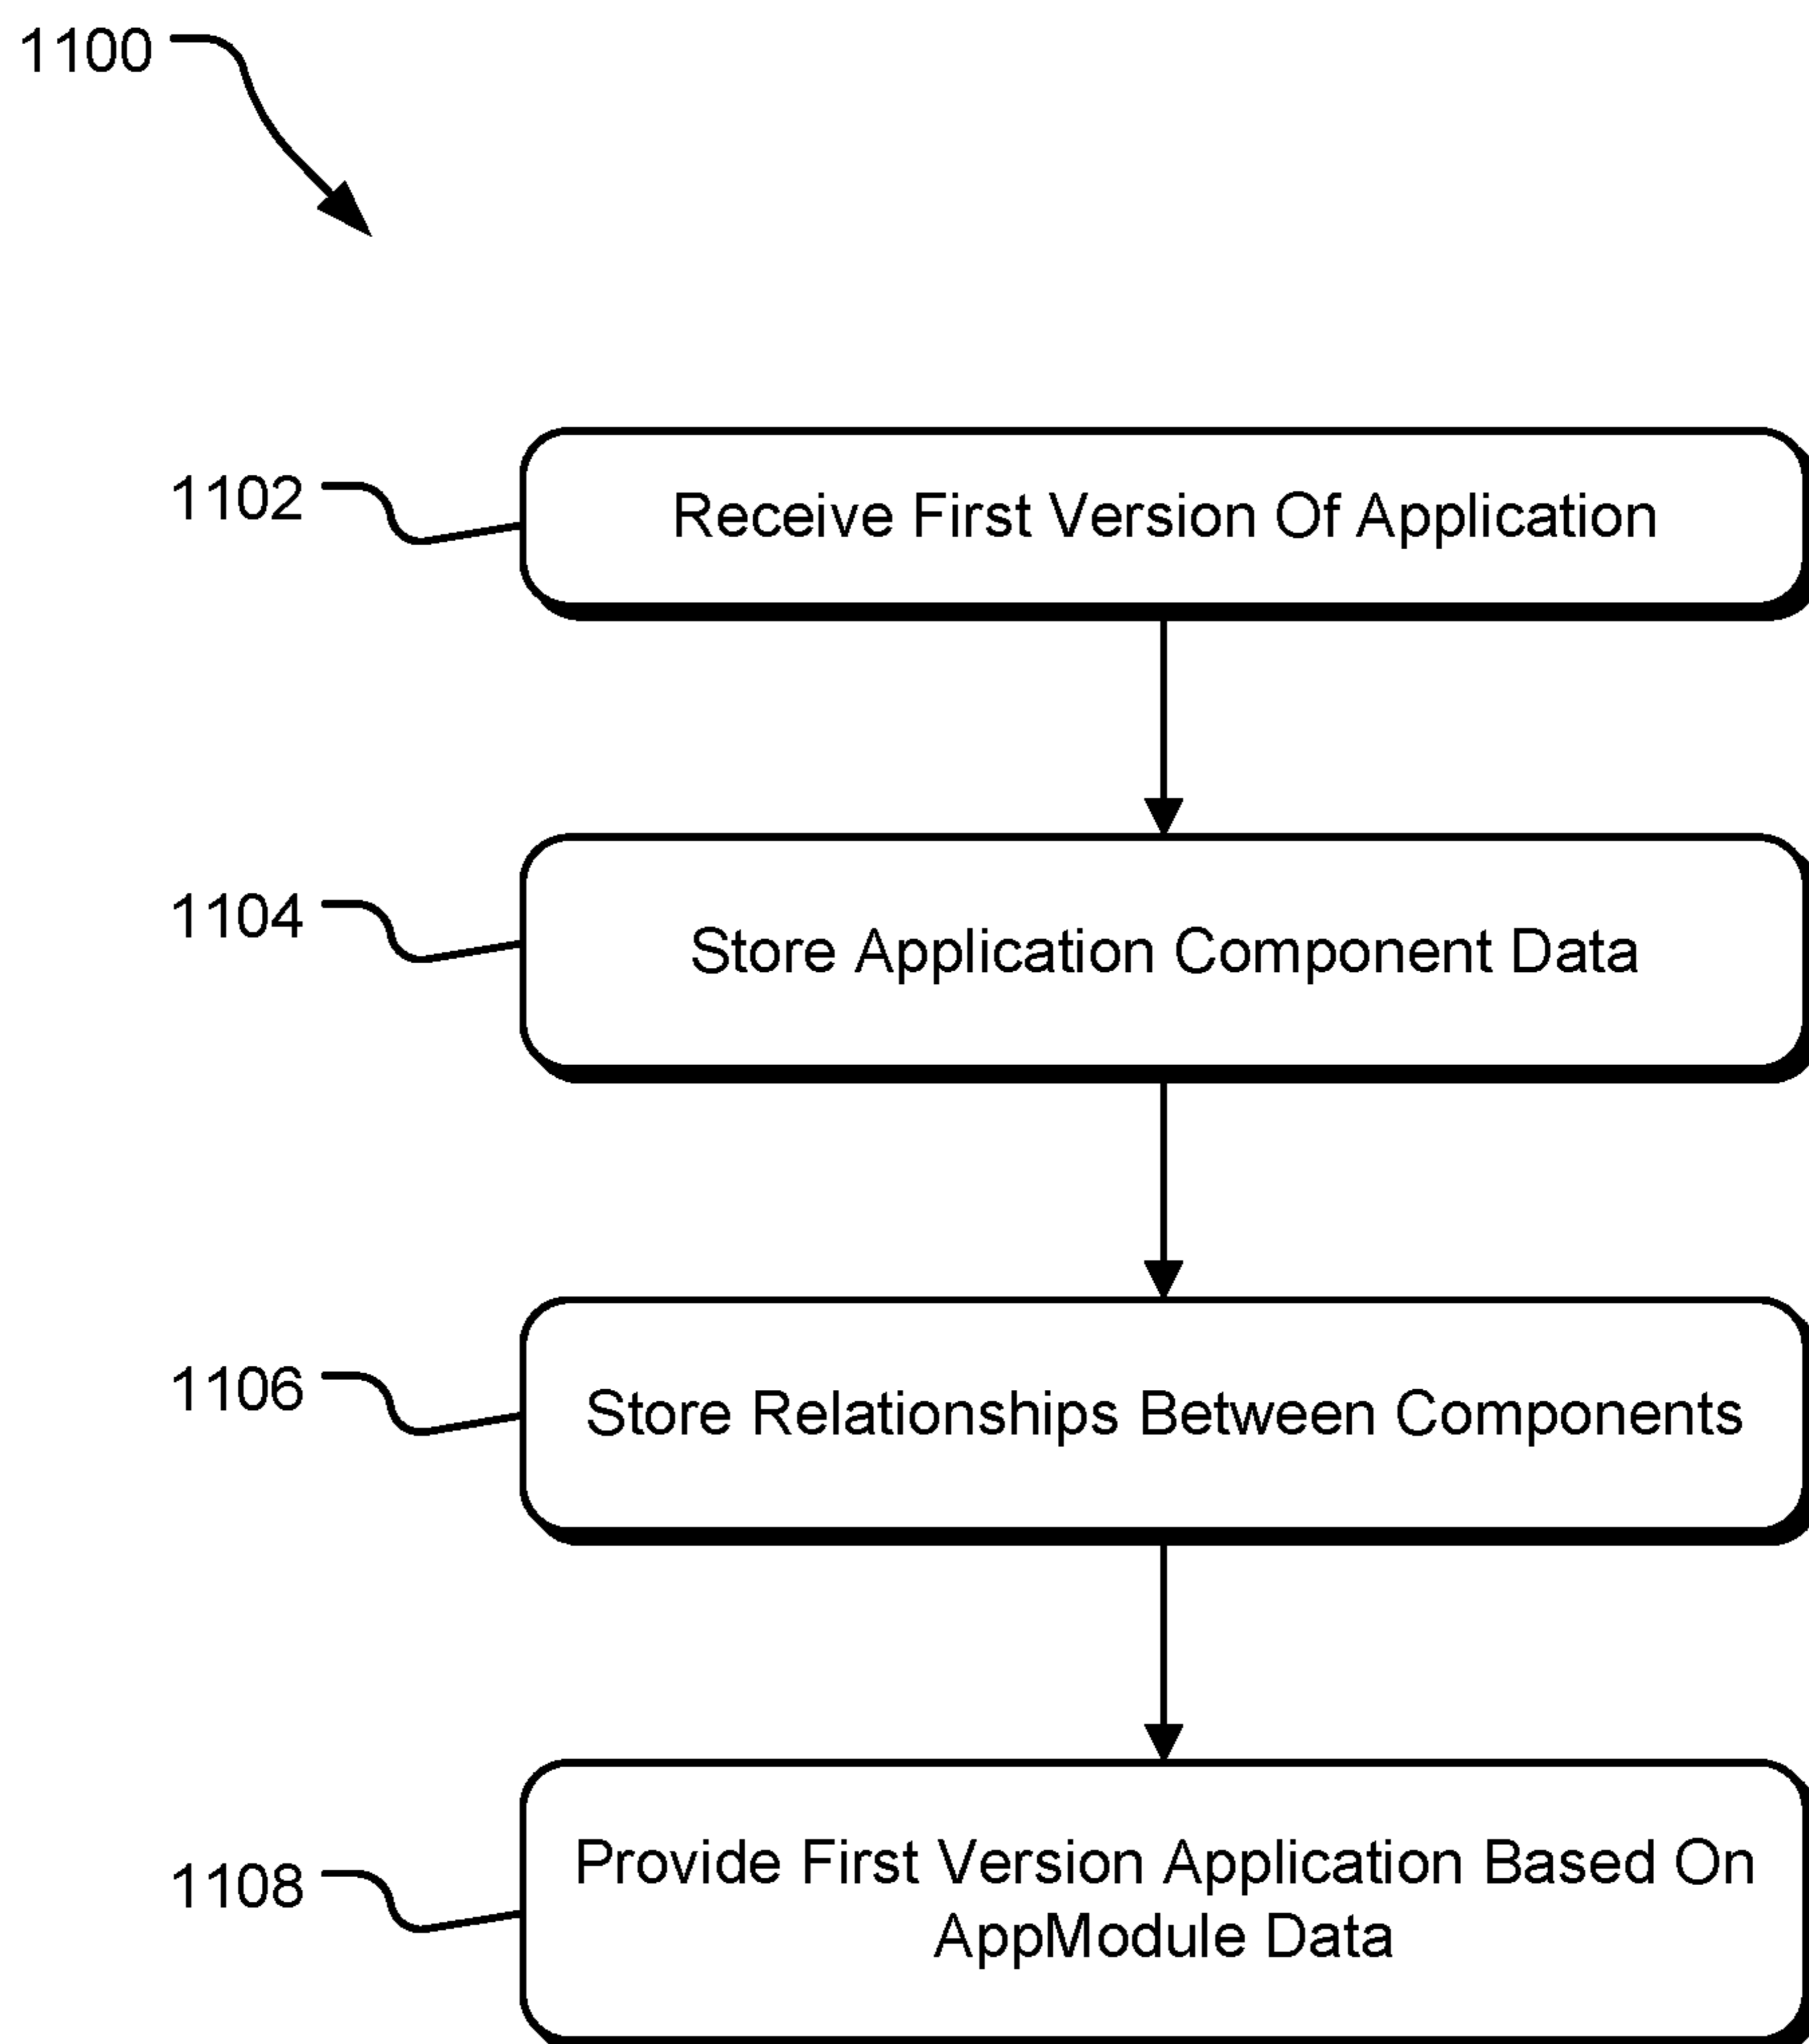 1100
1102
Receive First Version Of Application
1104
Store Application Component Data
1106
Store Relationships Between Components
1108
Provide First Version Application Based On
AppModule Data